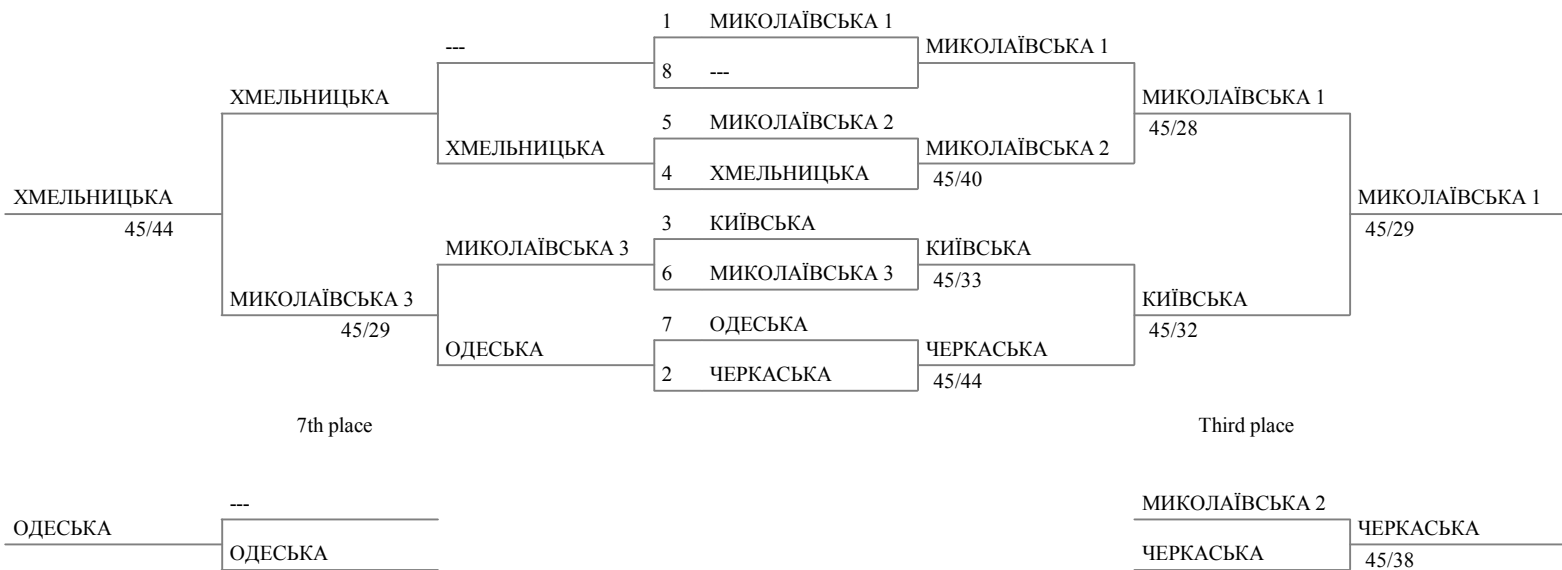 1 МИКОЛАЇВСЬКА 1
--- МИКОЛАЇВСЬКА 1
8 ---
ХМЕЛЬНИЦЬКА МИКОЛАЇВСЬКА 1
5 МИКОЛАЇВСЬКА 2 45/28
ХМЕЛЬНИЦЬКА МИКОЛАЇВСЬКА 2
4 ХМЕЛЬНИЦЬКА 45/40
ХМЕЛЬНИЦЬКА МИКОЛАЇВСЬКА 1
45/44 3 КИЇВСЬКА 45/29
МИКОЛАЇВСЬКА 3 КИЇВСЬКА
6 МИКОЛАЇВСЬКА 3 45/33
МИКОЛАЇВСЬКА 3 КИЇВСЬКА
45/29 7 ОДЕСЬКА 45/32
ОДЕСЬКА ЧЕРКАСЬКА
2 ЧЕРКАСЬКА 45/44
7th place Third place
--- МИКОЛАЇВСЬКА 2
ОДЕСЬКА ЧЕРКАСЬКА
ОДЕСЬКА ЧЕРКАСЬКА 45/38